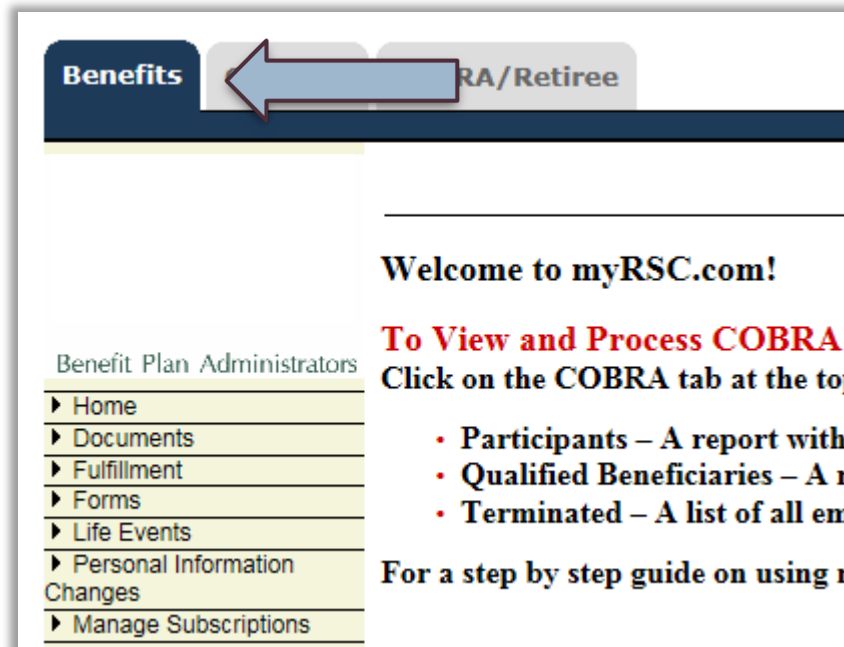 Benefits
RA/Retiree
Welcome to myRSC.com!
To View and Process COBRA
Click on the COBRA tab at the to
• Participants – A report with
• Qualified Beneficiaries – A
• Terminated – A list of all em
For a step by step guide on using
Benefit Plan Administrators
Home
Documents
Fulfillment
Forms
Life Events
Personal Information
Changes
Manage Subscriptions